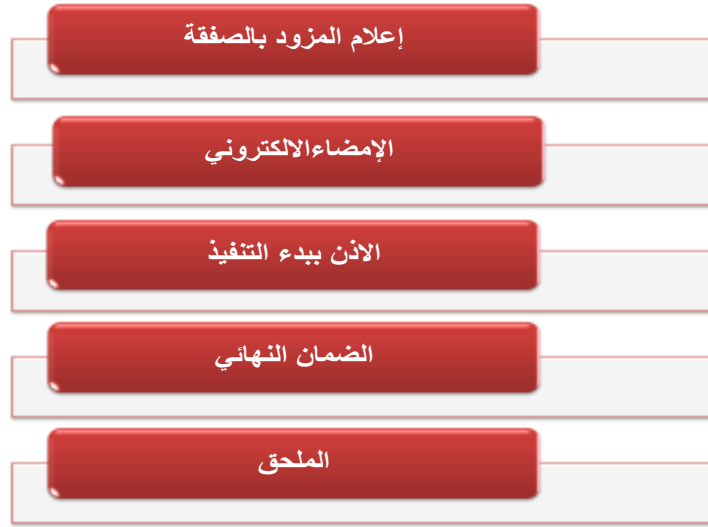 إعلام المزود بالصفقة
الإمضاءالالكتروني
الاذن ببدء التنفيذ
الضمان النهائي
الملحق